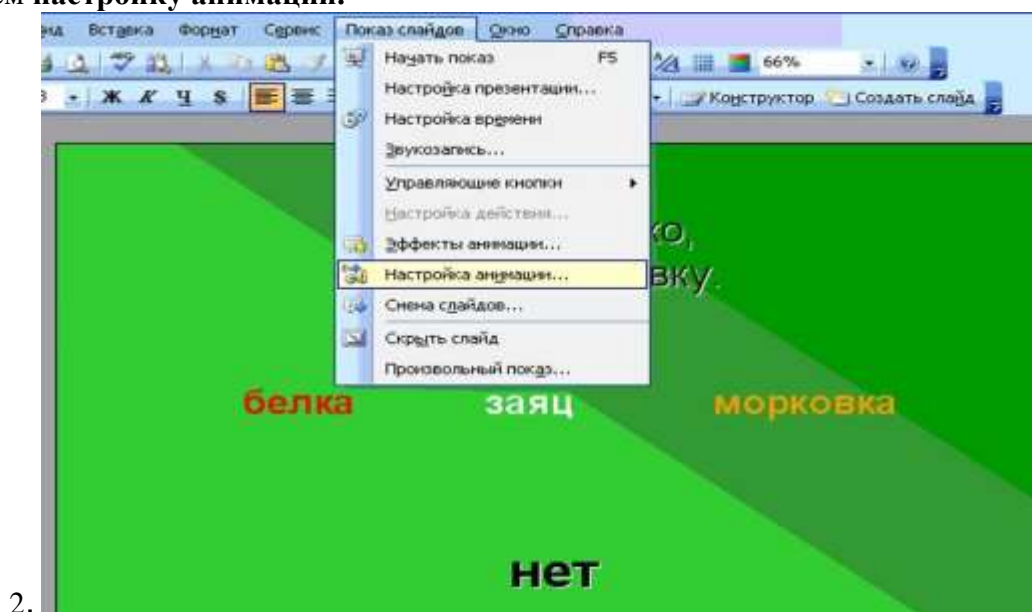 настройку анимации.
Вставка Формат Сервис Показ слайдов Окно Справка
Начать показ F5 66%
Настройка презентации...
Ж К Ч S Конструктор Создать слайд
Настройка времени
Звукозапись...
Управляющие кнопки
Настройка действия...
Эффекты анимации...
Настройка анимации...
Смена слайдов...
Скрыть слайд
Произвольный показ...
белка заяц морковка
нет
2.